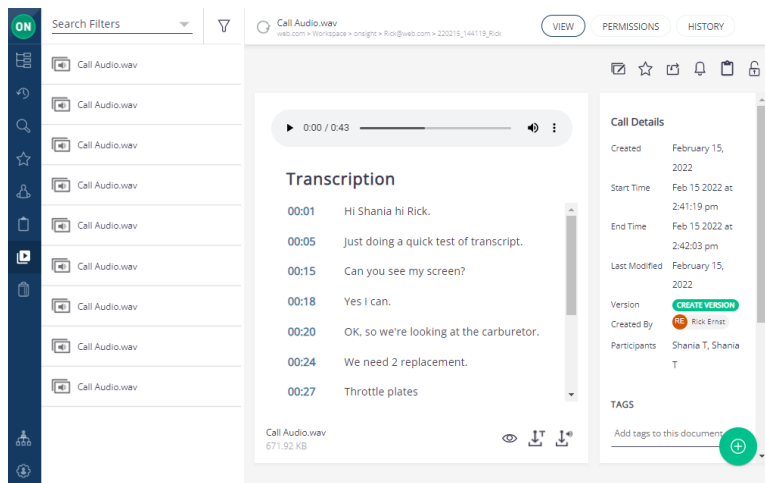 ON
Search Filters
Call Audio.wav
web.com > Workspace > onsight > Rick@web.com > 220215_144119_Rick
VIEW
PERMISSIONS
HISTORY
Call Audio.wav
Call Audio.wav
Call Audio.wav
Call Audio.wav
Call Audio.wav
Call Audio.wav
Call Audio.wav
Call Audio.wav
Call Audio.wav
0:00 / 0:43
Transcription
00:01 Hi Shania hi Rick.
00:05 Just doing a quick test of transcript.
00:15 Can you see my screen?
00:18 Yes I can.
00:20 OK, so we're looking at the carburetor.
00:24 We need 2 replacement.
00:27 Throttle plates
Call Audio.wav
671.92 KB
Call Details
Created February 15,
2022
Start Time Feb 15 2022 at
2:41:19 pm
End Time Feb 15 2022 at
2:42:03 pm
Last Modified February 15,
2022
Version CREATE VERSION
Created By RE Rick Ernst
Participants Shania T, Shania
T
TAGS
Add tags to this document